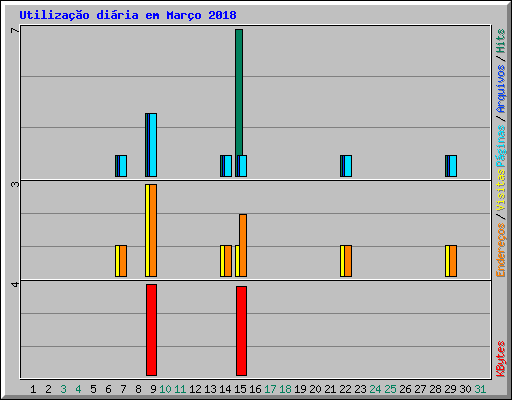 Utilização diária em Março 2018
7
3
4
Endereços / Visitas Páginas / Arquivos / Hits
KBytes
1 2 3 4 5 6 7 8 9 10 11 12 13 14 15 16 17 18 19 20 21 22 23 24 25 26 27 28 29 30 31